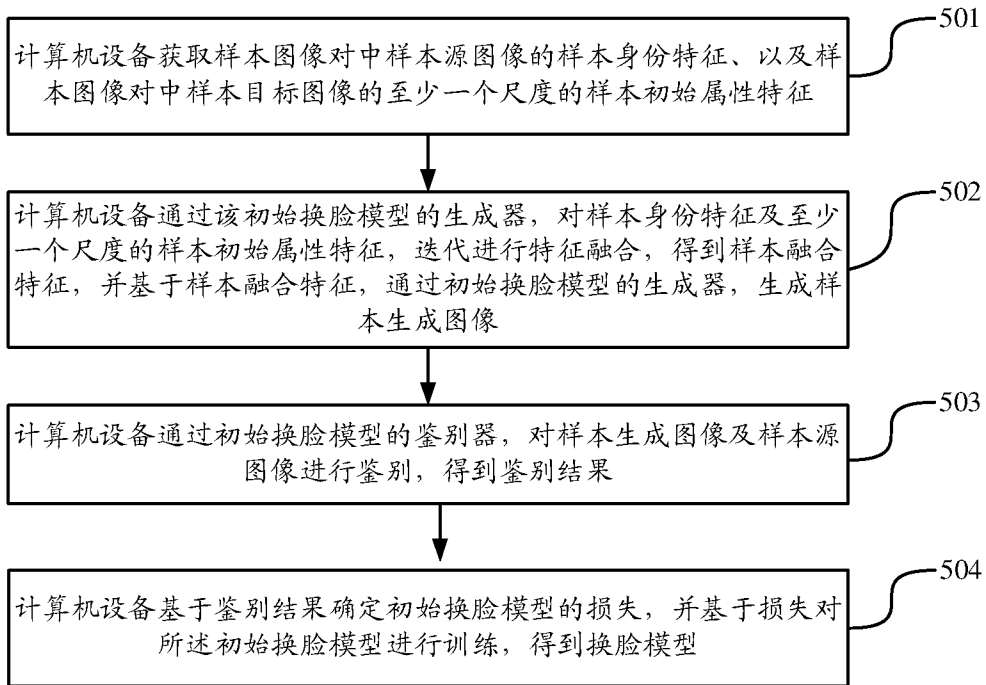 501
计算机设备获取样本图像对中样本源图像的样本身份特征、以及样
本图像对中样本目标图像的至少一个尺度的样本初始属性特征
502
计算机设备通过该初始换脸模型的生成器，对样本身份特征及至少
一个尺度的样本初始属性特征，迭代进行特征融合，得到样本融合
特征，并基于样本融合特征，通过初始换脸模型的生成器，生成样
本生成图像
503
计算机设备通过初始换脸模型的鉴别器，对样本生成图像及样本源
图像进行鉴别，得到鉴别结果
504
计算机设备基于鉴别结果确定初始换脸模型的损失，并基于损失对
所述初始换脸模型进行训练，得到换脸模型